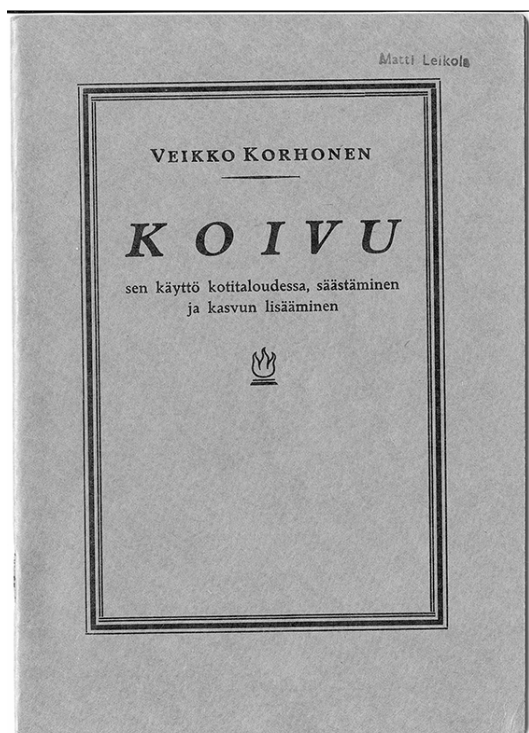 Matti Leikola
VEIKKO KORHONEN
KOIVU
sen käyttö kotitaloudessa, säästäminen
ja kasvun lisääminen